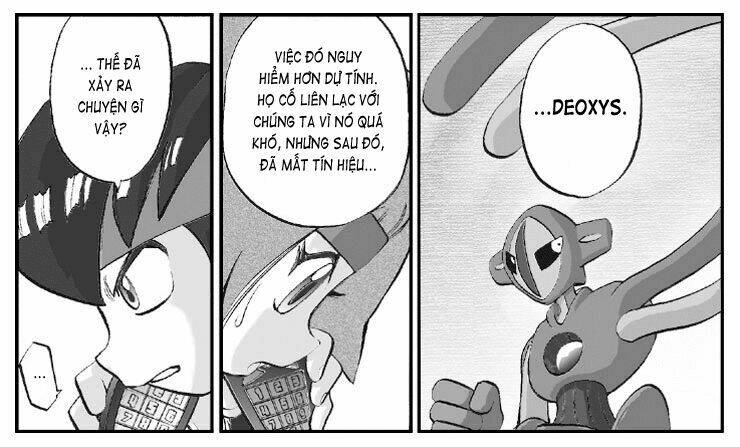 ... THẾ ĐÃ
XẢY RA
CHUYỆN GÌ
VẬY?
...
VIỆC ĐÓ NGUY
HIỂM HƠN DỰ TÍNH.
HỌ CỐ LIÊN LẠC VỚI
CHÚNG TA VÌ NÓ QUÁ
KHÓ, NHƯNG SAU ĐÓ,
ĐÃ MẤT TÍN HIỆU...
...DEOXYS.